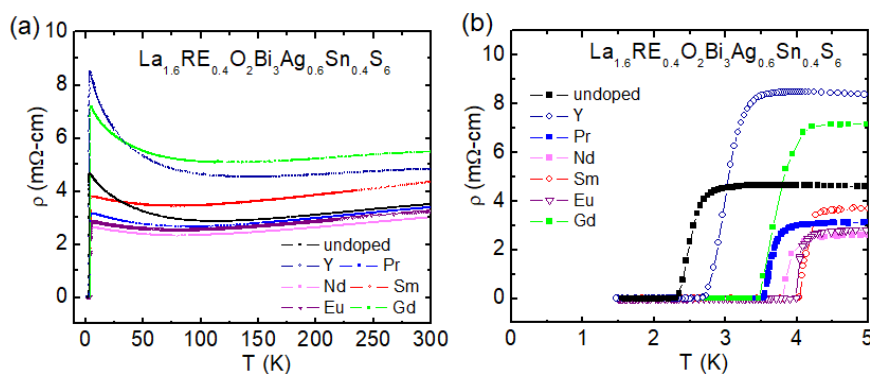 (a)
La1.6RE0.4O2Bi3Ag0.6Sn0.4S6
10
8
6
4
2
0
ρ (mΩ-cm)
undoped
Y Pr
Nd Sm
Eu Gd
0 50 100 150 200 250 300
T (K)
(b)
La1.6RE0.4O2Bi3Ag0.6Sn0.4S6
10
8
6
4
2
0
ρ (mΩ-cm)
undoped
Y
Pr
Nd
Sm
Eu
Gd
0 1 2 3 4 5
T (K)